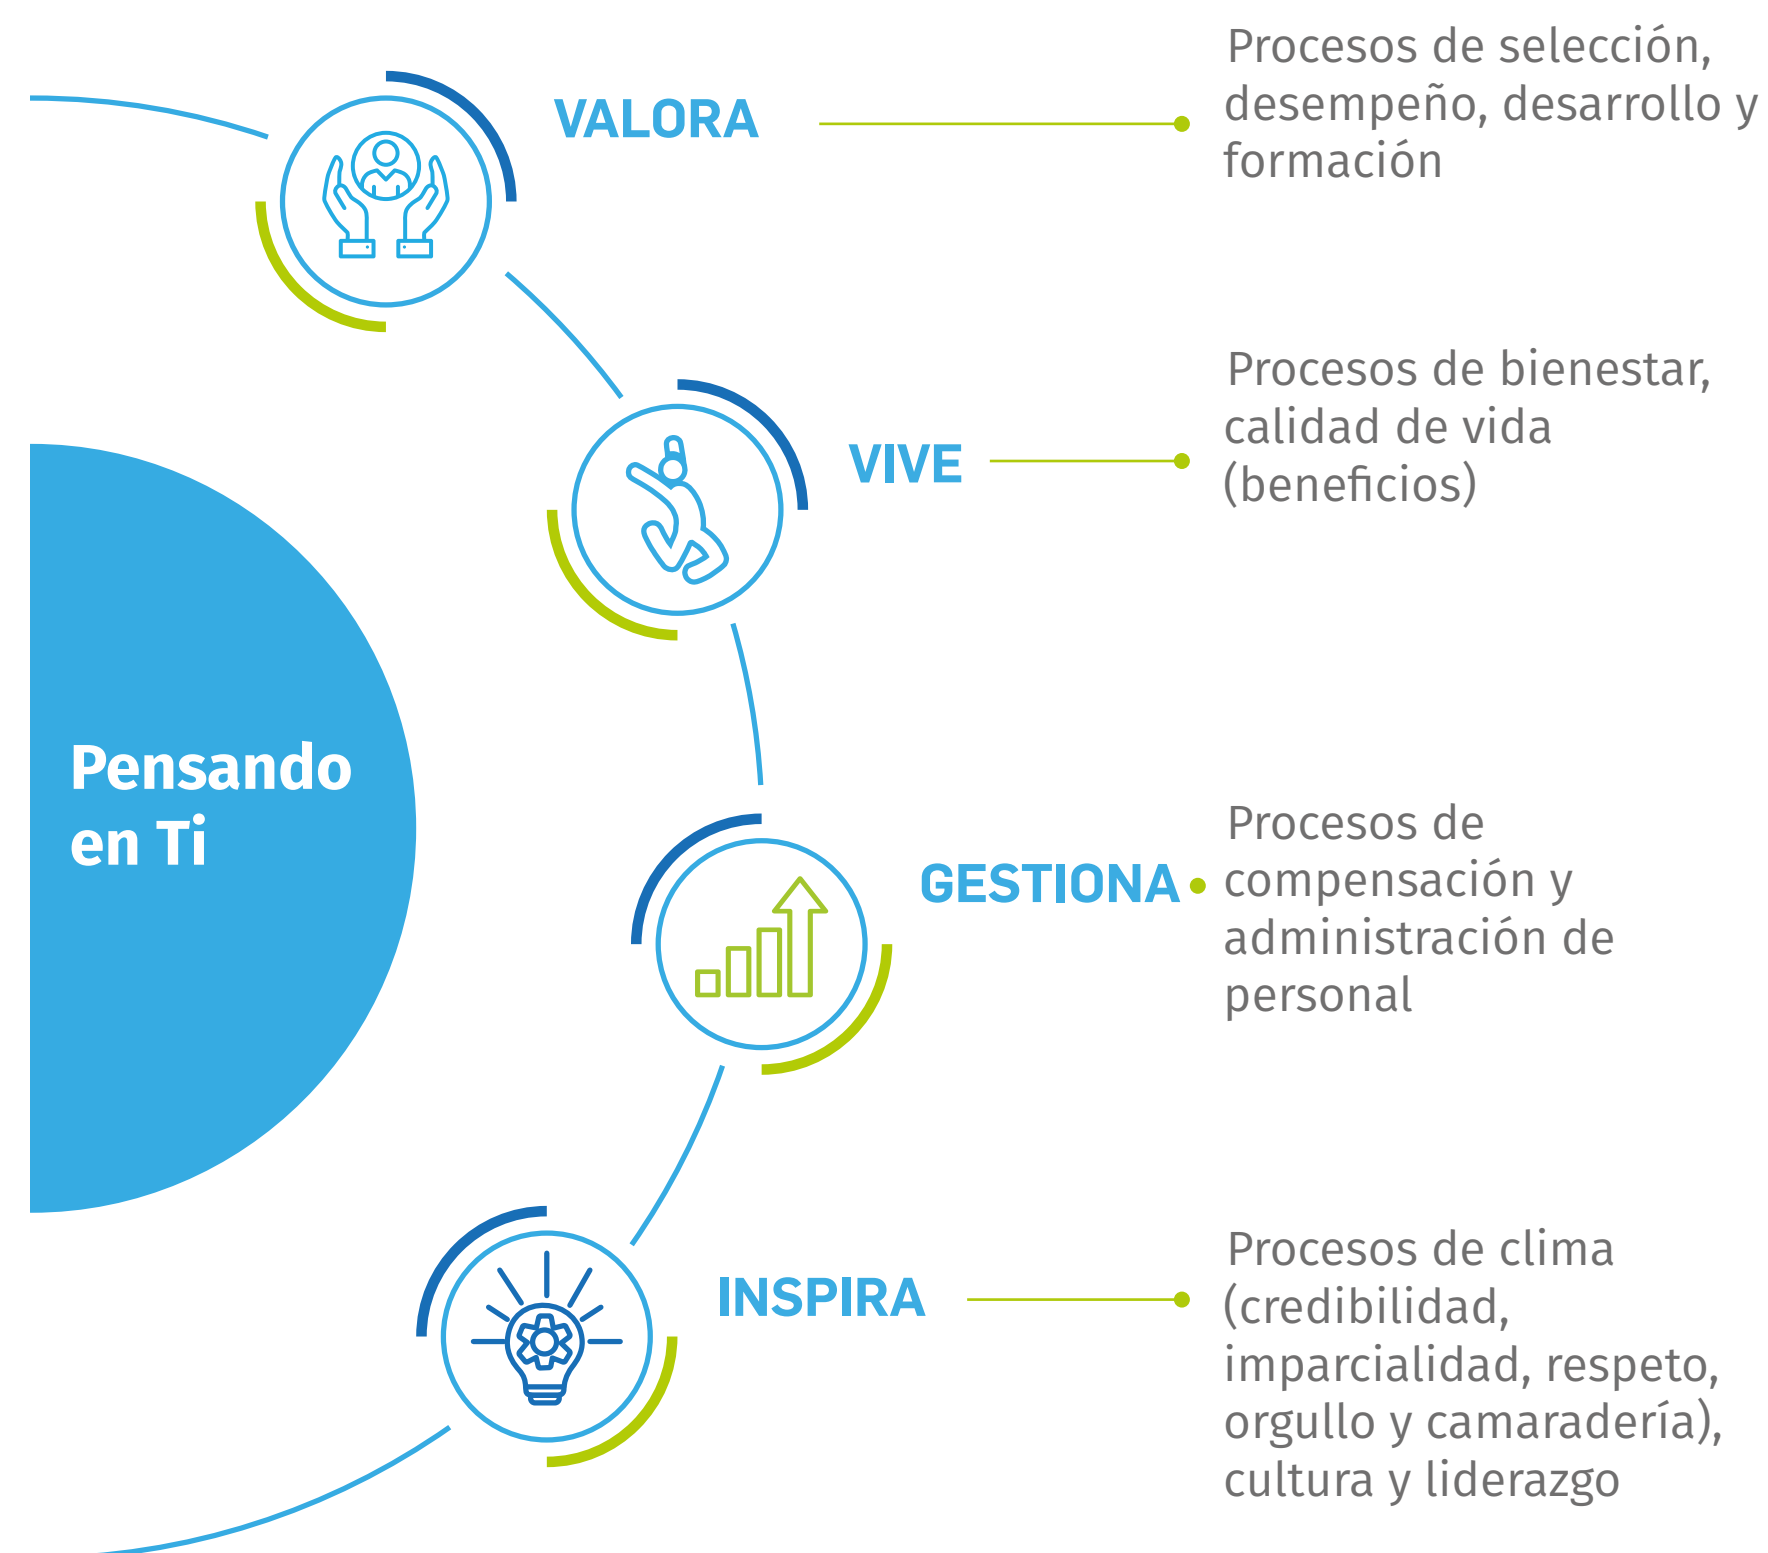 Pensando
en Ti
VALORA
Procesos de selección,
desempeño, desarrollo y
formación
VIVE
Procesos de bienestar,
calidad de vida
(beneficios)
GESTIONA
Procesos de
compensación y
administración de
personal
INSPIRA
Procesos de clima
(credibilidad,
imparcialidad, respeto,
orgullo y camaradería),
cultura y liderazgo